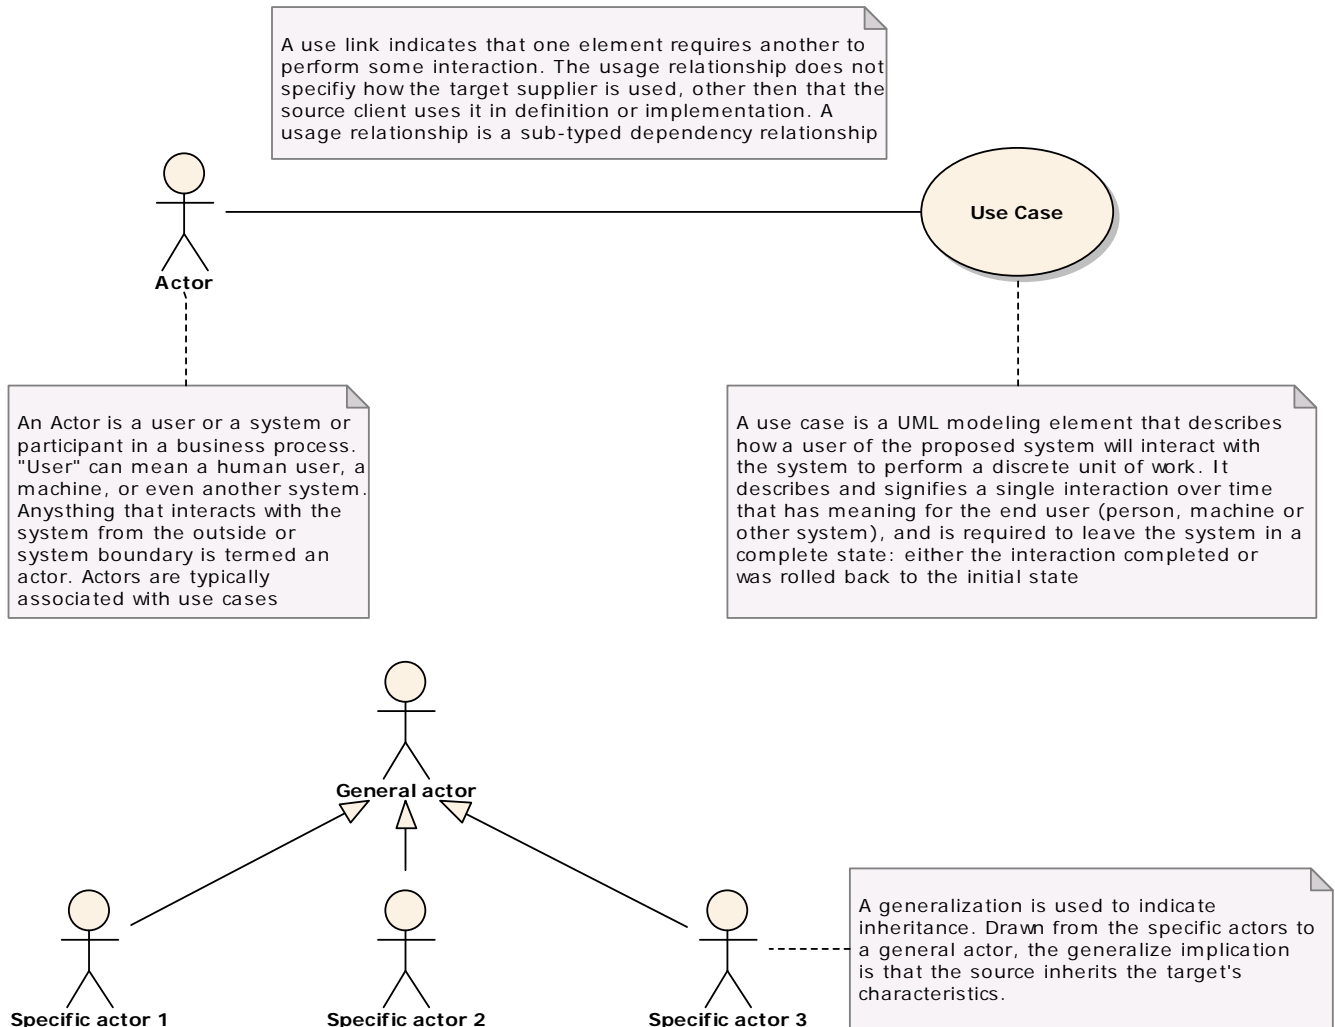 A use link indicates that one element requires another to
perform some interaction. The usage relationship does not
specifiy how the target supplier is used, other then that the
source client uses it in definition or implementation. A
usage relationship is a sub-typed dependency relationship
Use Case
Actor
An Actor is a user or a system or
participant in a business process.
"User" can mean a human user, a
machine, or even another system.
Anysthing that interacts with the
system from the outside or
system boundary is termed an
actor. Actors are typically
associated with use cases
A use case is a UML modeling element that describes
how a user of the proposed system will interact with
the system to perform a discrete unit of work. It
describes and signifies a single interaction over time
that has meaning for the end user (person, machine or
other system), and is required to leave the system in a
complete state: either the interaction completed or
was rolled back to the initial state
General actor
A generalization is used to indicate
inheritance. Drawn from the specific actors to
a general actor, the generalize implication
is that the source inherits the target's
characteristics.
Specific actor 1
Specific actor 2
Specific actor 3